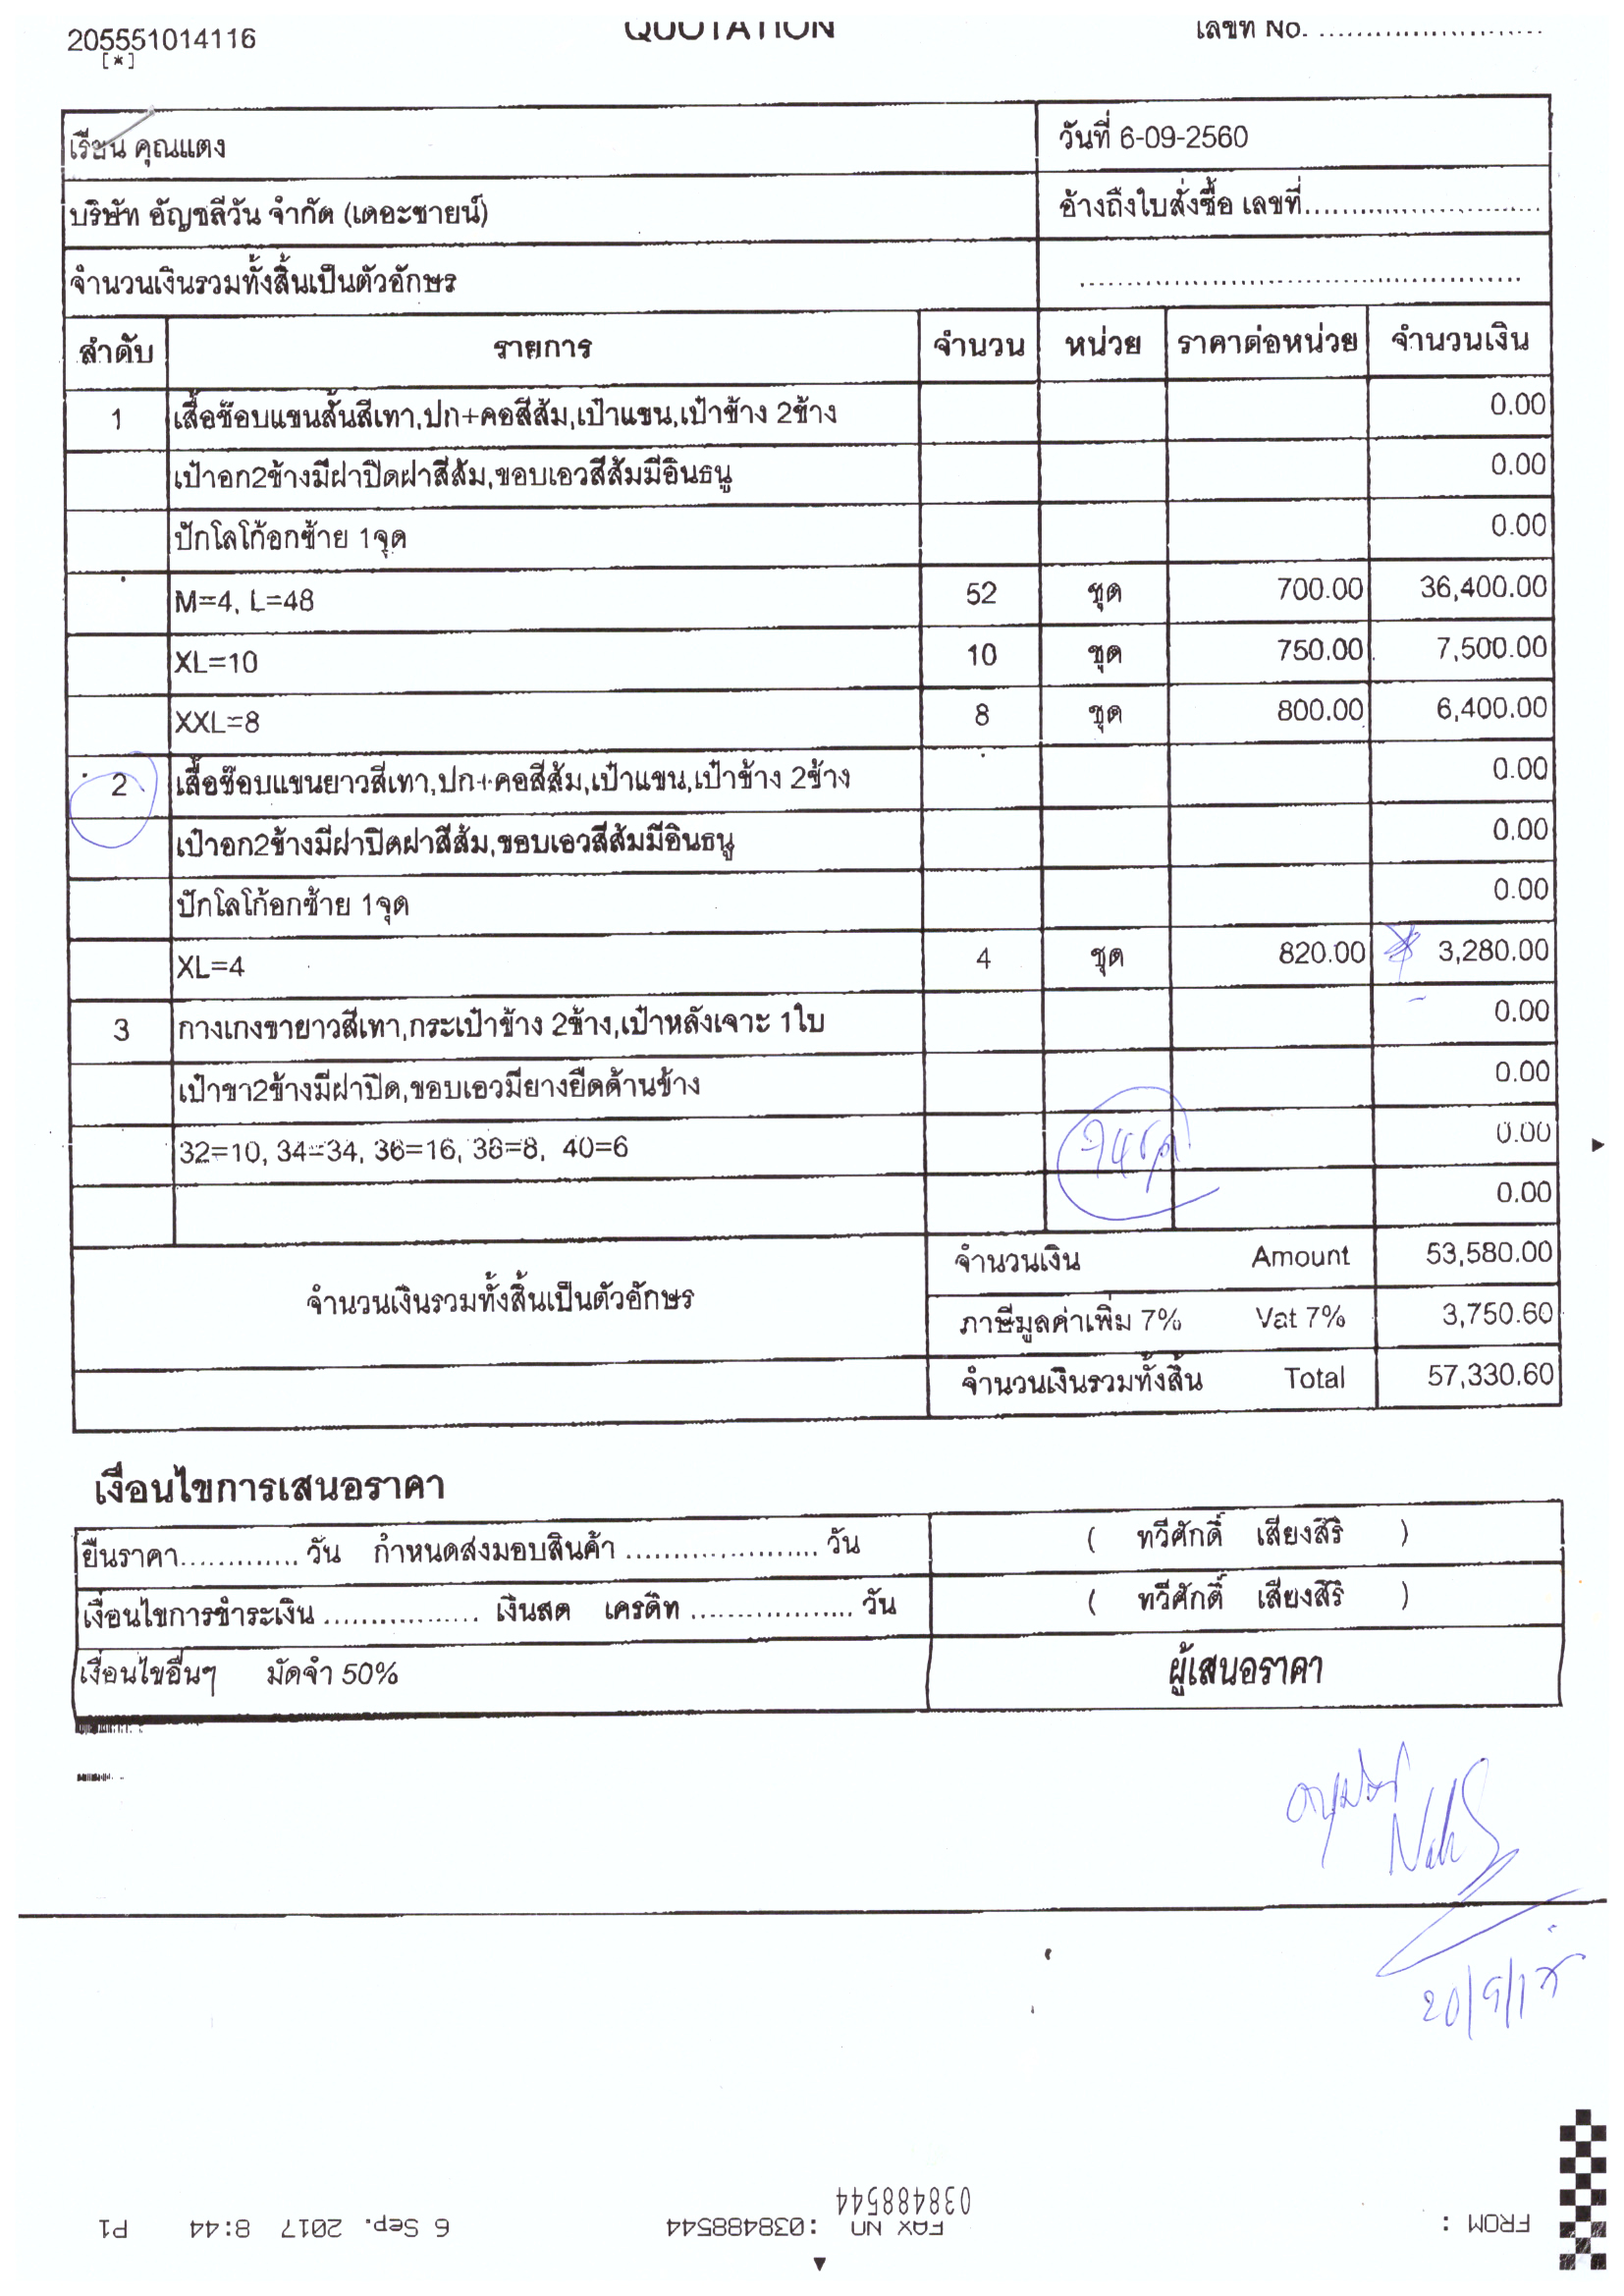 205551014116
[*]
QUOTATION
เลขที่ No. ........................
เรียน คุณแตง
วันที่ 6-09-2560
บริษัท อัญชลีวัน จำกัด (เดอะซายน์)
อ้างถึงใบสั่งซื้อ เลขที่........................
จำนวนเงินรวมทั้งสิ้นเป็นตัวอักษร
ลำดับ รายการ จำนวน หน่วย ราคาต่อหน่วย จำนวนเงิน
1 เสื้อช๊อบแขนสั้นสีเทา,ปก+คอสีส้ม,เป๋าแขน,เป๋าข้าง 2ข้าง 0.00
เป๋าอก2ข้างมีฝาปิดฝาสีส้ม,ขอบเอวสีส้มมีอินธนู 0.00
ปักโลโก้อกซ้าย 1จุด 0.00
M=4, L=48 52 ชุด 700.00 36,400.00
XL=10 10 ชุด 750.00 7,500.00
XXL=8 8 ชุด 800.00 6,400.00
2 เสื้อช๊อบแขนยาวสีเทา,ปก+คอสีส้ม,เป๋าแขน,เป๋าข้าง 2ข้าง 0.00
เป๋าอก2ข้างมีฝาปิดฝาสีส้ม,ขอบเอวสีส้มมีอินธนู 0.00
ปักโลโก้อกซ้าย 1จุด 0.00
XL=4 4 ชุด 820.00 3,280.00
3 กางเกงขายาวสีเทา,กระเป๋าข้าง 2ข้าง,เป๋าหลังเจาะ 1ใบ 0.00
เป๋าขา2ข้างมีฝาปิด,ขอบเอวมียางยืดด้านข้าง 0.00
32=10, 34=34, 36=16, 38=8, 40=6 0.00
0.00
จำนวนเงิน Amount 53,580.00
จำนวนเงินรวมทั้งสิ้นเป็นตัวอักษร
ภาษีมูลค่าเพิ่ม 7% Vat 7% 3,750.60
จำนวนเงินรวมทั้งสิ้น Total 57,330.60
เงื่อนไขการเสนอราคา
ยืนราคา............. วัน กำหนดส่งมอบสินค้า ..................... วัน ( ทวีศักดิ์ เสียงสิริ )
เงื่อนไขการชำระเงิน ................. เงินสด เครดิท .................. วัน ( ทวีศักดิ์ เสียงสิริ )
เงื่อนไขอื่นๆ มัดจำ 50% ผู้เสนอราคา
อนุมัติ
20/9/17
038488544
FROM : FAX NO :038488544 6 Sep. 2017 8:44 P1